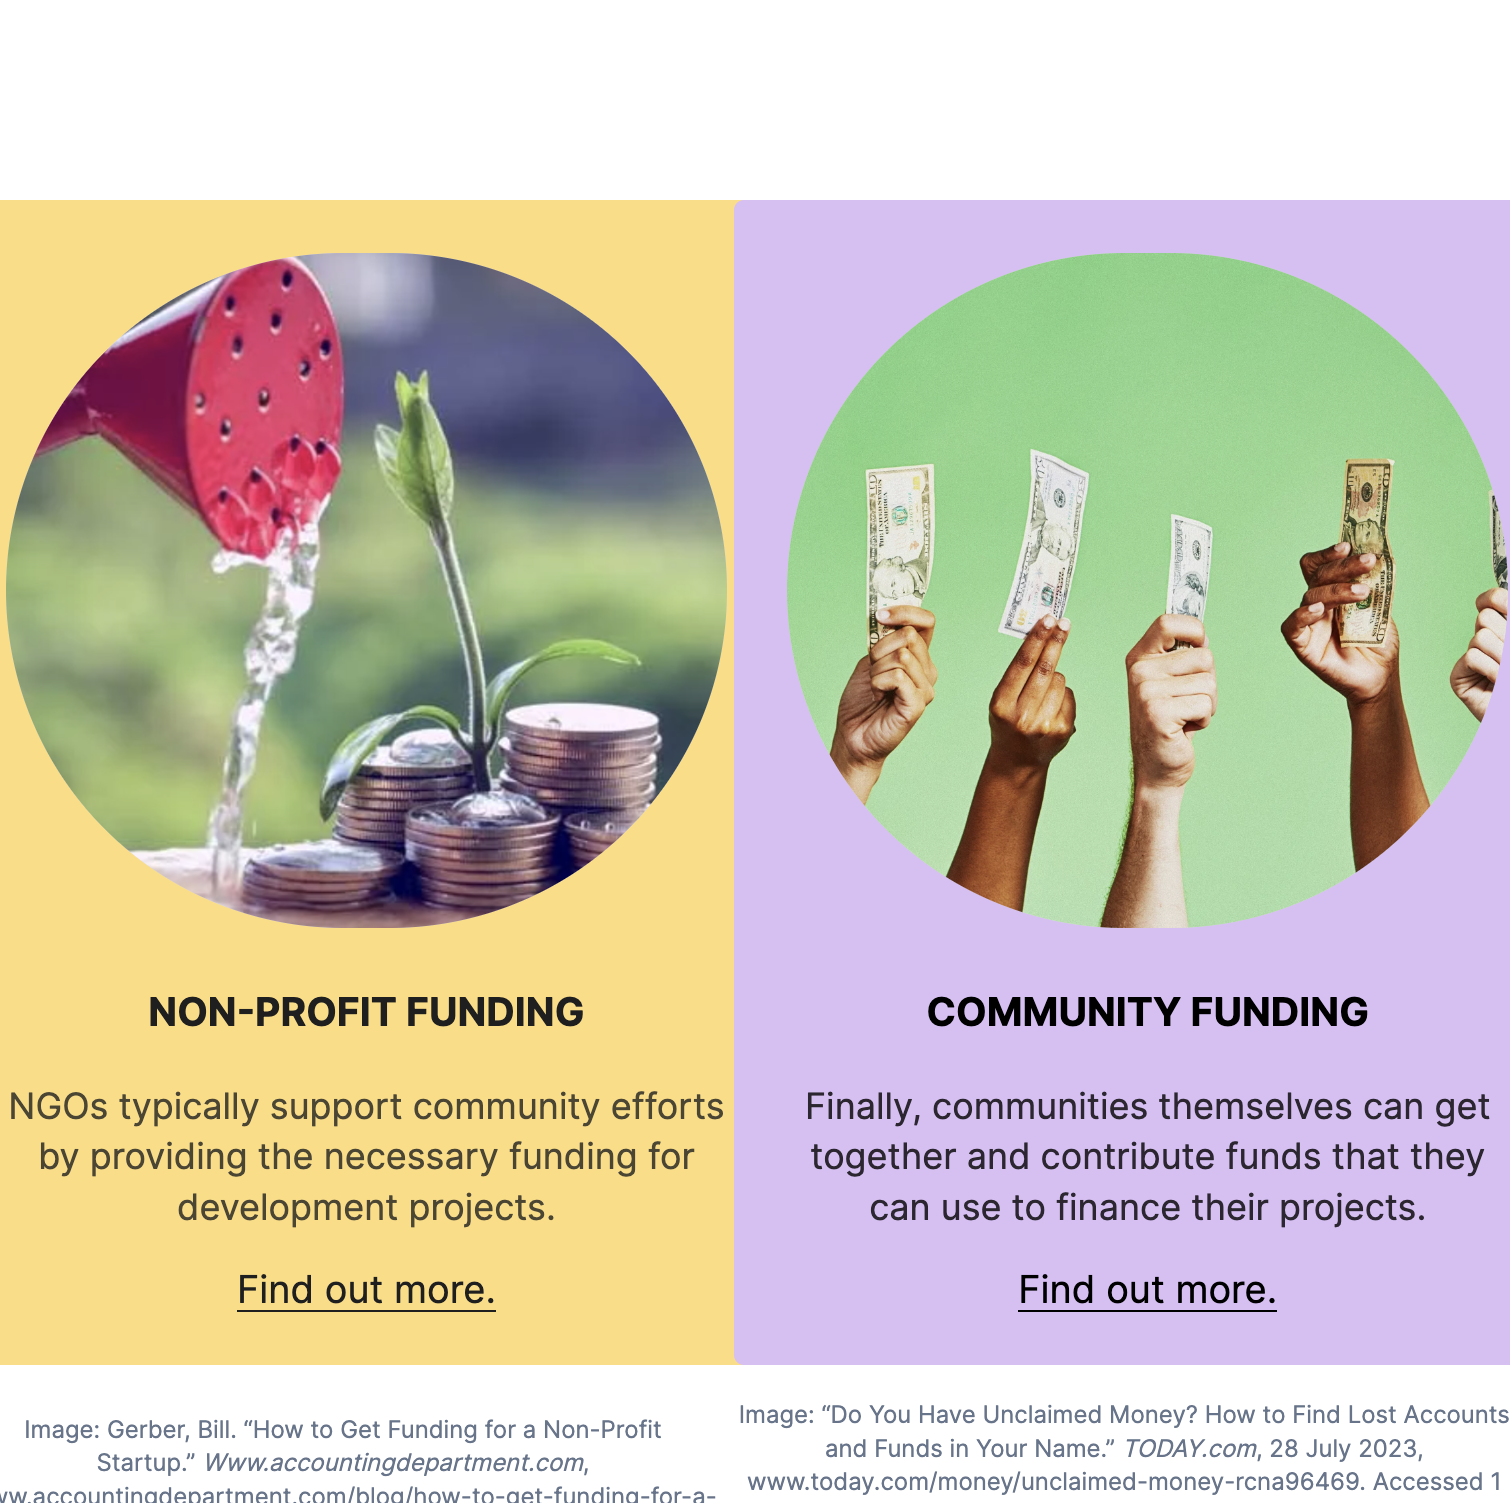 NON-PROFIT FUNDING
NGOs typically support community efforts
by providing the necessary funding for
development projects.
Find out more.
Image: Gerber, Bill. “How to Get Funding for a Non-Profit
Startup.” Www.accountingdepartment.com,
ww.accountingdepartment.com/blog/how-to-get-funding-for-a-
COMMUNITY FUNDING
Finally, communities themselves can get
together and contribute funds that they
can use to finance their projects.
Find out more.
Image: “Do You Have Unclaimed Money? How to Find Lost Accounts
and Funds in Your Name.” TODAY.com, 28 July 2023,
www.today.com/money/unclaimed-money-rcna96469. Accessed 1